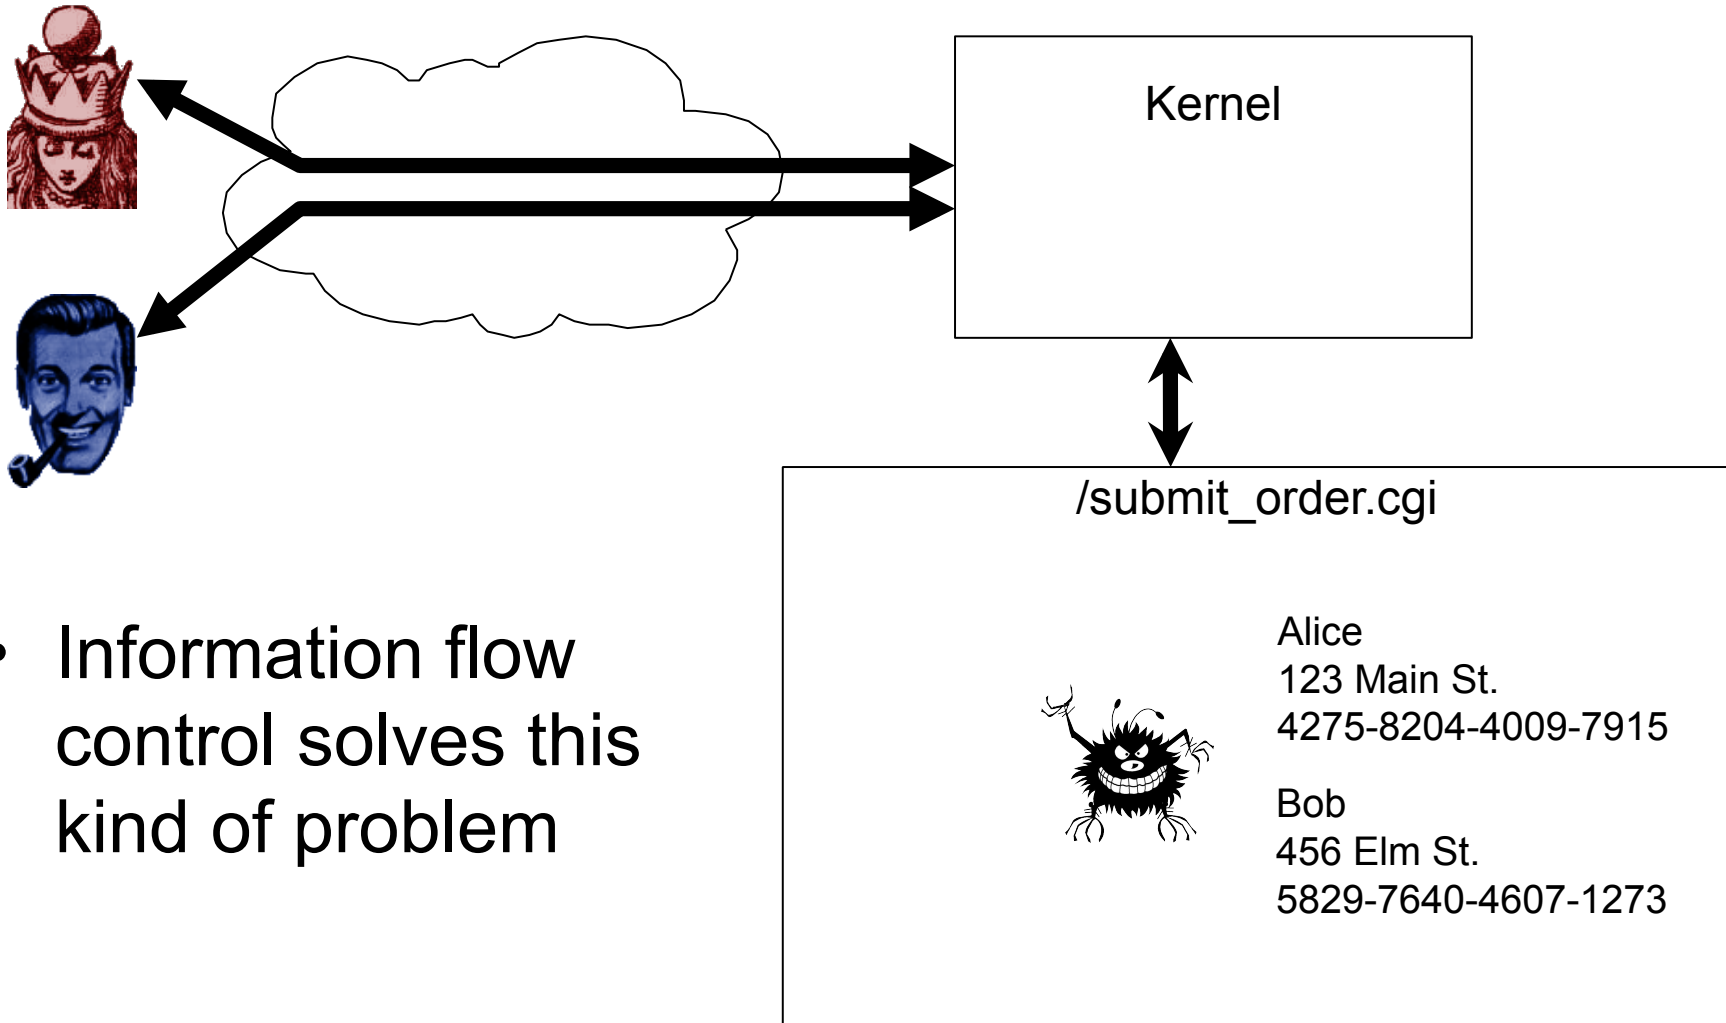 Kernel
/submit_order.cgi
• Information flow
control solves this
kind of problem
Alice
123 Main St.
4275-8204-4009-7915
Bob
456 Elm St.
5829-7640-4607-1273